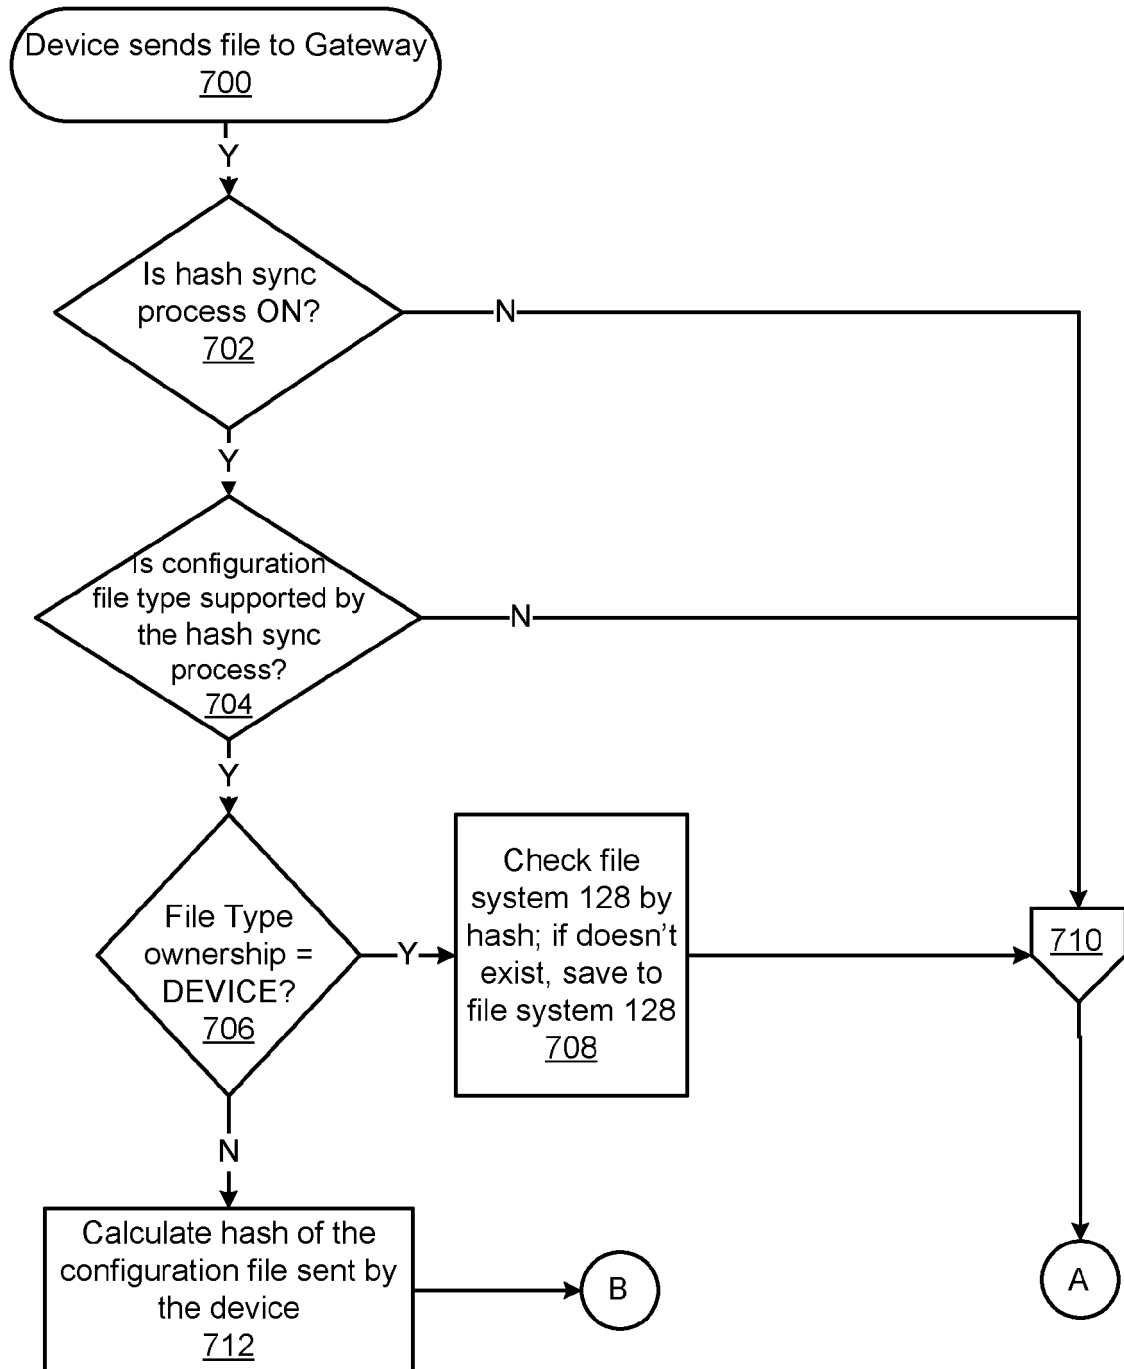 Device sends file to Gateway
700
Y
Is hash sync
process ON?
702
N
Y
Is configuration
file type supported by
the hash sync
process?
704
N
Y
File Type
ownership =
DEVICE?
706
Y
Check file
system 128 by
hash; if doesn't
exist, save to
file system 128
708
710
N
Calculate hash of the
configuration file sent by
the device
712
B
A